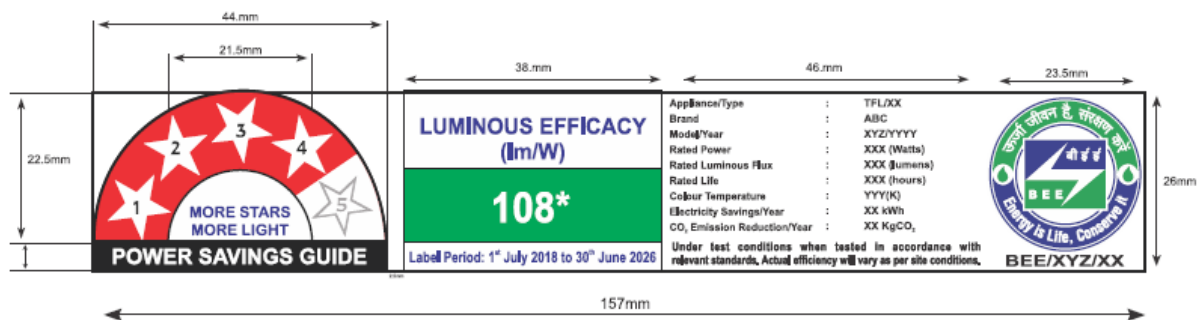 44.mm
21.5mm
38.mm
46.mm
23.5mm
22.5mm
26mm
157mm
1
2
3
4
5
MORE STARS
MORE LIGHT
POWER SAVINGS GUIDE
LUMINOUS EFFICACY
(lm/W)
108*
Label Period: 1st July 2018 to 30th June 2026
Appliance/Type : TFL/XX
Brand : ABC
Model/Year : XYZ/YYYY
Rated Power : XXX (Watts)
Rated Luminous Flux : XXX (lumens)
Rated Life : XXX (hours)
Colour Temperature : YYY(K)
Electricity Savings/Year : XX kWh
CO₂ Emission Reduction/Year : XX KgCO₂
Under test conditions when tested in accordance with
relevant standards. Actual efficiency will vary as per site conditions.
ऊर्जा जीवन है, संरक्षण करें
बीईई
BEE
Energy is Life, Conserve it
BEE/XYZ/XX